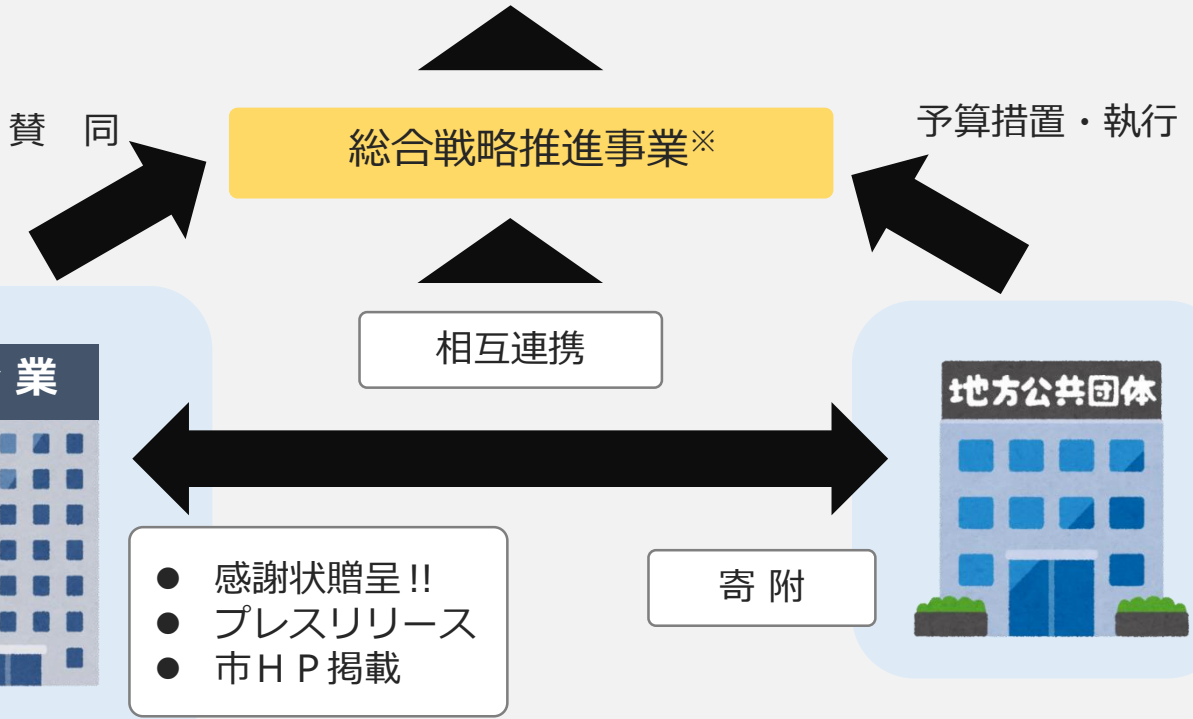 賛 同
総合戦略推進事業※
予算措置・執行
相互連携
業
地方公共団体
● 感謝状贈呈!!
● プレスリリース
● 市HP掲載
寄 附